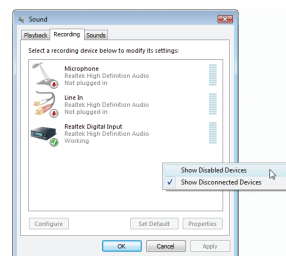 Sound
Playback Recording Sounds
Select a recording device below to modify its settings:
Microphone
Realtek High Definition Audio
Not plugged in
Line In
Realtek High Definition Audio
Not plugged in
Realtek Digital Input
Realtek High Definition Audio
Working
Show Disabled Devices
Show Disconnected Devices
Configure Set Default Properties
OK Cancel Apply